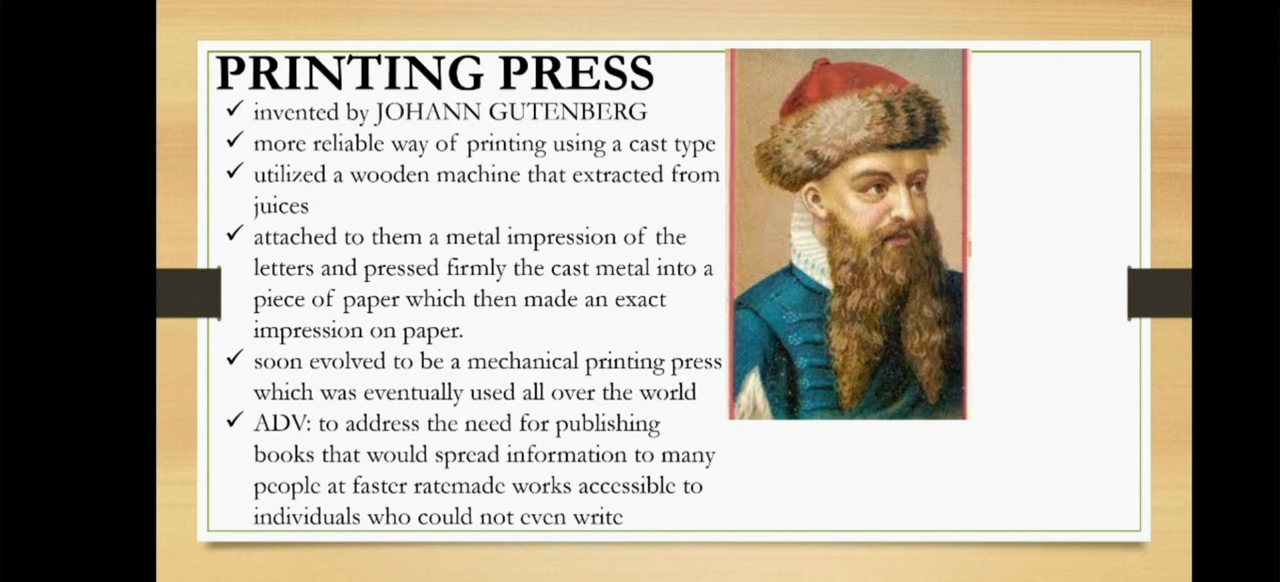 PRINTING PRESS
✓ invented by JOHANN GUTENBERG
✓ more reliable way of printing using a cast type
✓ utilized a wooden machine that extracted from
juices
✓ attached to them a metal impression of the
letters and pressed firmly the cast metal into a
piece of paper which then made an exact
impression on paper.
✓ soon evolved to be a mechanical printing press
which was eventually used all over the world
✓ ADV: to address the need for publishing
books that would spread information to many
people at faster ratemade works accessible to
individuals who could not even write